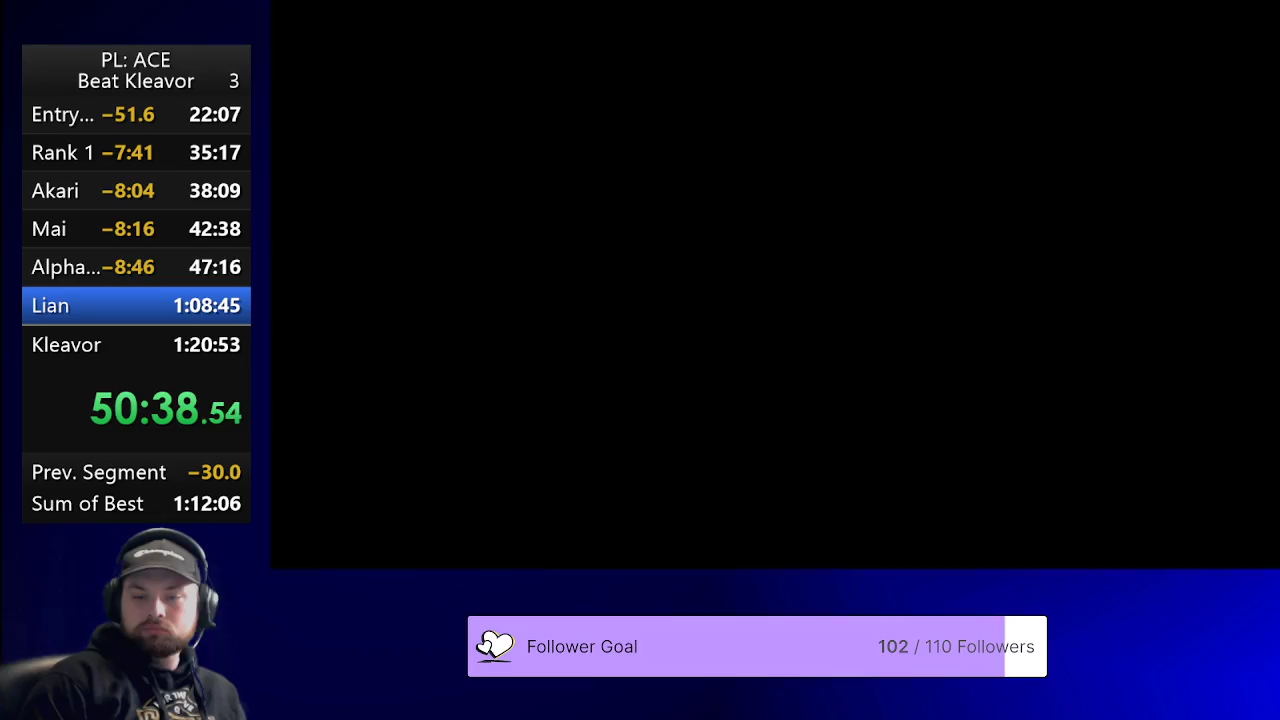 PL: ACE
Beat Kleavor 3
Entry... −51.6 22:07
Rank 1 −7:41 35:17
Akari −8:04 38:09
Mai −8:16 42:38
Alpha... −8:46 47:16
Lian 1:08:45
Kleavor 1:20:53
50:38.54
Prev. Segment −30.0
Sum of Best 1:12:06
Champion
Follower Goal 102 / 110 Followers